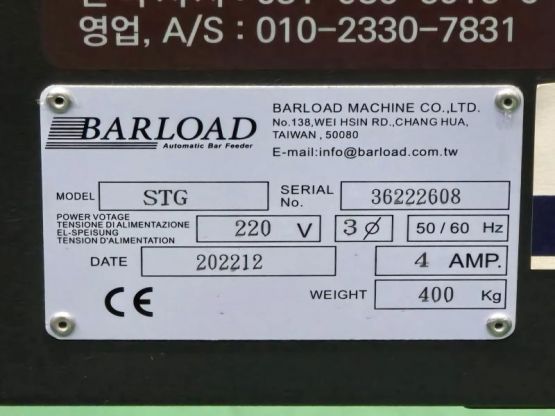 영업, A/S : 010-2330-7831
BARLOAD
Automatic Bar Feeder
BARLOAD MACHINE CO.,LTD.
No.138,WEI HSIN RD.,CHANG HUA,
TAIWAN , 50080
E-mail:info@barload.com.tw
MODEL STG SERIAL No. 36222608
POWER VOTAGE
TENSIONE DI ALIMENTAZIONE
EL-SPEISUNG
TENSION D'ALIMENTATION
220 V 3 Ø 50 / 60 Hz
DATE 202212 4 AMP.
CE WEIGHT 400 Kg